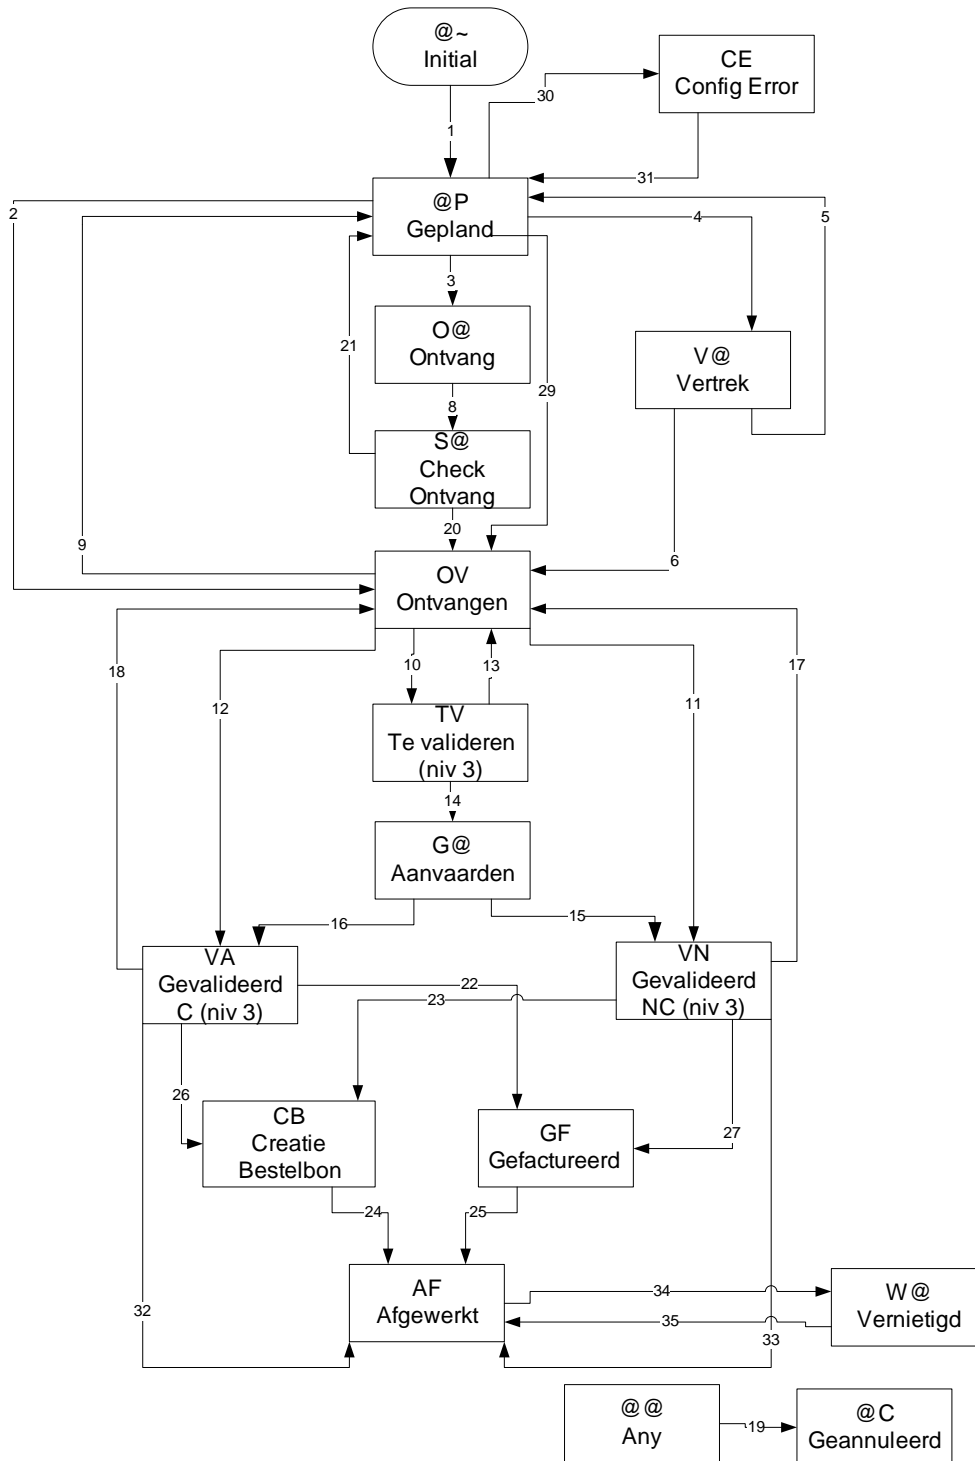 @~
Initial
CE
Config Error
30
1
31
@P
Gepland
2
4
5
3
O@
Ontvang
21
V@
Vertrek
29
8
S@
Check
Ontvang
20
9
6
OV
Ontvangen
18
10
13
17
12
11
TV
Te valideren
(niv 3)
14
G@
Aanvaarden
16
15
VA
Gevalideerd
C (niv 3)
VN
Gevalideerd
NC (niv 3)
22
23
26
CB
Creatie
Bestelbon
GF
Gefactureerd
27
24
25
AF
Afgewerkt
34
W@
Vernietigd
32
35
33
@@
Any
19
@C
Geannuleerd